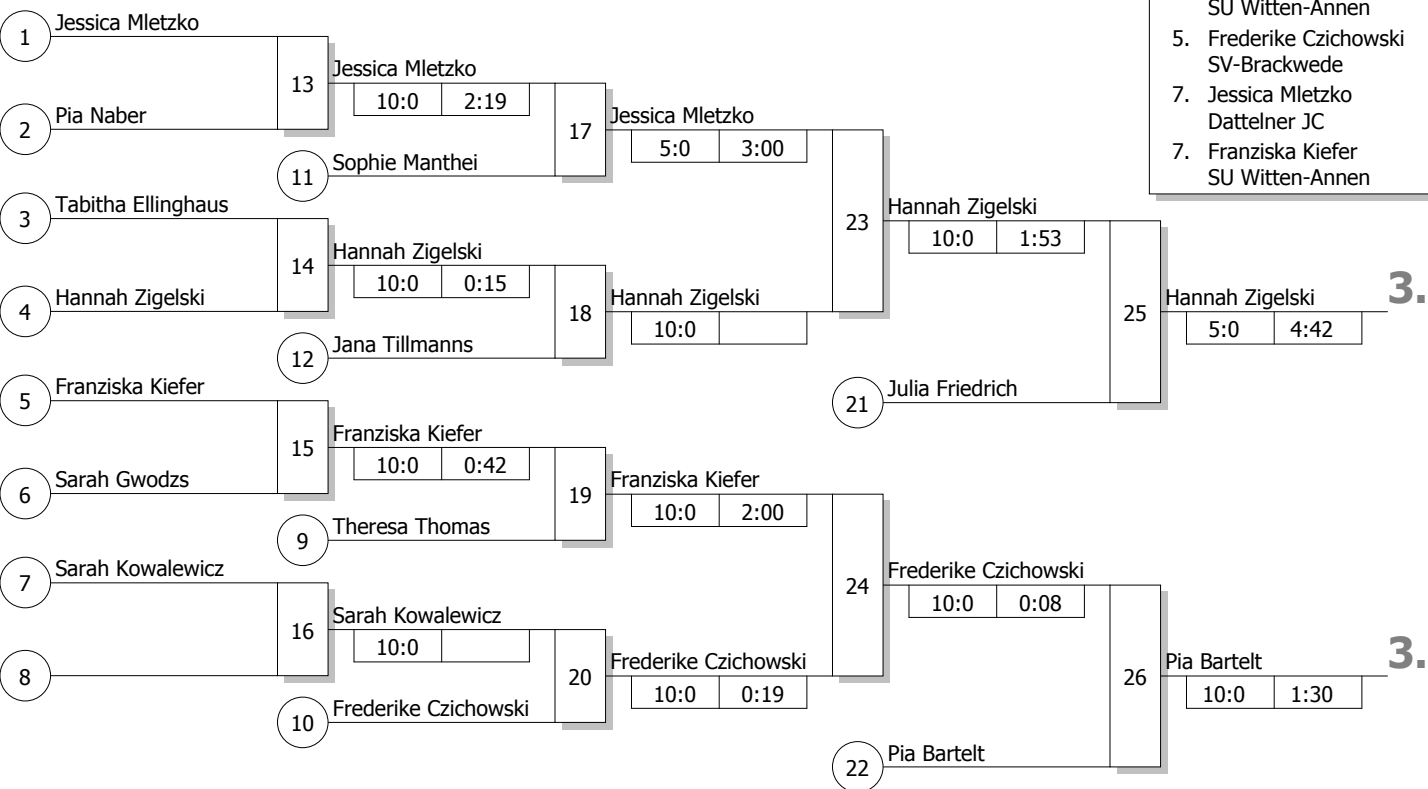 SU Witten-Annen
5. Frederike Czichowski
SV-Brackwede
7. Jessica Mletzko
Dattelner JC
7. Franziska Kiefer
SU Witten-Annen
1 Jessica Mletzko
13
Jessica Mletzko
10:0 2:19
2 Pia Naber
17
Jessica Mletzko
5:0 3:00
11 Sophie Manthei
3 Tabitha Ellinghaus
23
Hannah Zigelski
10:0 1:53
14
Hannah Zigelski
10:0 0:15
4 Hannah Zigelski
18
Hannah Zigelski
10:0
12 Jana Tillmanns
25
Hannah Zigelski 3.
5:0 4:42
5 Franziska Kiefer
21 Julia Friedrich
15
Franziska Kiefer
10:0 0:42
6 Sarah Gwodzs
19
Franziska Kiefer
10:0 2:00
9 Theresa Thomas
7 Sarah Kowalewicz
24
Frederike Czichowski
10:0 0:08
16
Sarah Kowalewicz
10:0
8
20
Frederike Czichowski
10:0 0:19
10 Frederike Czichowski
26
Pia Bartelt 3.
10:0 1:30
22 Pia Bartelt